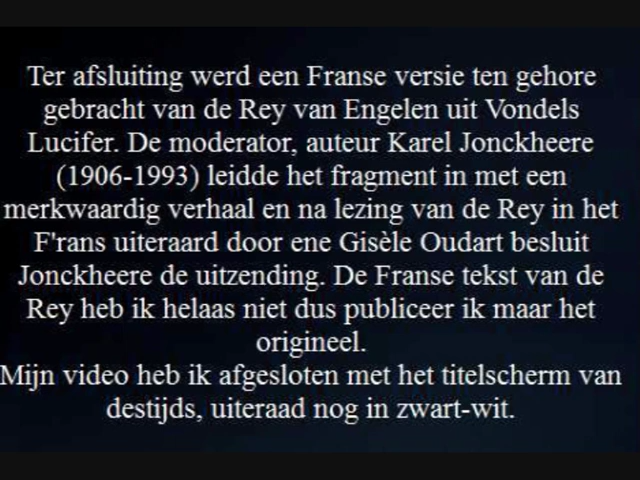 Ter afsluiting werd een Franse versie ten gehore
gebracht van de Rey van Engelen uit Vondels
Lucifer. De moderator, auteur Karel Jonckheere
(1906-1993) leidde het fragment in met een
merkwaardig verhaal en na lezing van de Rey in het
F'rans uiteraard door ene Gisèle Oudart besluit
Jonckheere de uitzending. De Franse tekst van de
Rey heb ik helaas niet dus publiceer ik maar het
origineel.
Mijn video heb ik afgesloten met het titelscherm van
destijds, uiteraad nog in zwart-wit.